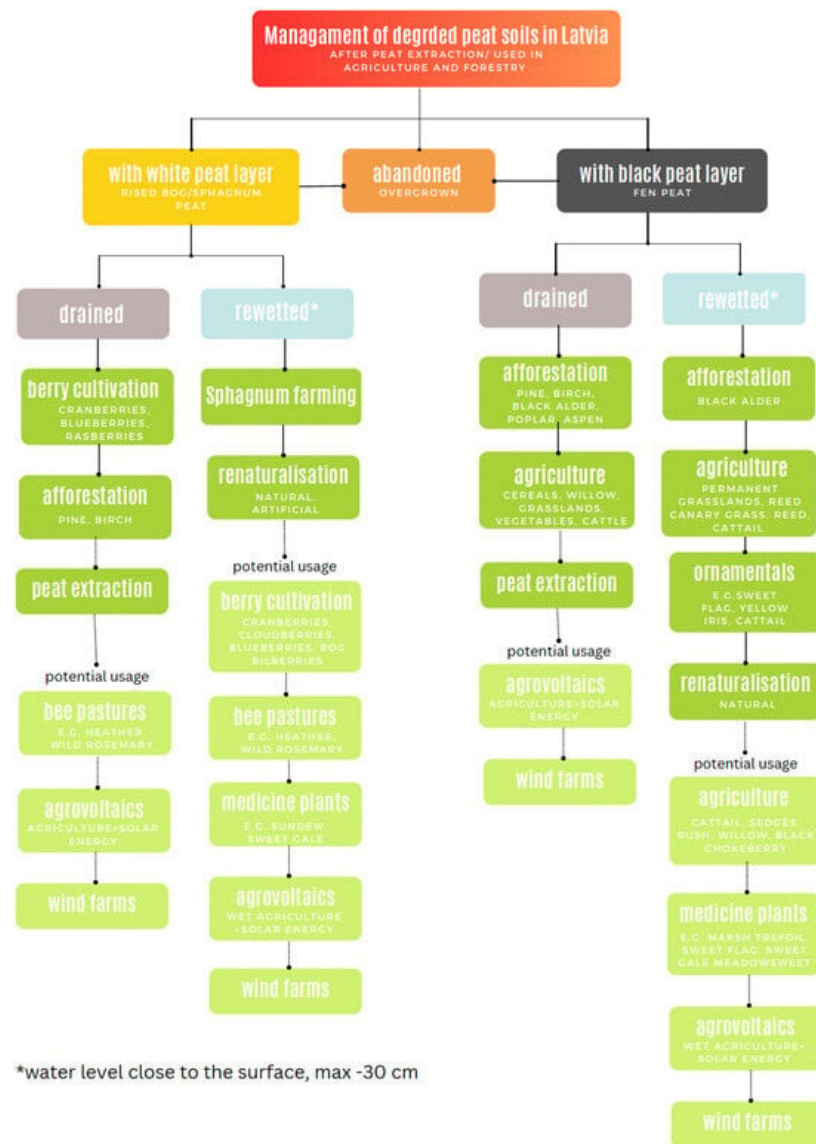 Managament of degrded peat soils in Latvia
AFTER PEAT EXTRACTION/ USED IN
AGRICULTURE AND FORESTRY
with white peat layer
RISED BOG/SPHAGNUM
PEAT
abandoned
OVERGROWN
with black peat layer
FEN PEAT
drained
berry cultivation
CRANBERRIES,
BLUEBERRIES,
RASBERRIES
afforestation
PINE, BIRCH
peat extraction
potential usage
bee pastures
E.G. HEATHER,
WILD ROSEMARY
agrovoltaics
AGRICULTURE+SOLAR
ENERGY
wind farms
rewetted*
Sphagnum farming
renaturalisation
NATURAL,
ARTIFICIAL
potential usage
berry cultivation
CRANBERRIES,
CLOUDBERRIES,
BLUEBERRIES, BOG
BILBERRIES
bee pastures
E.G. HEATHER,
WILD ROSEMARY
medicine plants
E.G. SUNDEW,
SWEET GALE
agrovoltaics
WET AGRICULTURE
+SOLAR ENERGY
wind farms
drained
afforestation
PINE, BIRCH,
BLACK ALDER,
POPLAR, ASPEN
agriculture
CEREALS, WILLOW,
GRASSLANDS,
VEGETABLES, CATTLE
peat extraction
potential usage
agrovoltaics
AGRICULTURE+SOLAR
ENERGY
wind farms
rewetted*
afforestation
BLACK ALDER
agriculture
PERMANENT
GRASSLANDS, REED
CANARY GRASS, REED,
CATTAIL
ornamentals
E.G.SWEET
FLAG, YELLOW
IRIS, CATTAIL
renaturalisation
NATURAL
potential usage
agriculture
CATTAIL, SEDGES,
RUSH, WILLOW, BLACK
CHOKEBERRY
medicine plants
E.G. MARSH TREFOIL,
SWEET FLAG, SWEET
GALE MEADOWSWEET
agrovoltaics
WET AGRICULTURE+
SOLAR ENERGY
wind farms
*water level close to the surface, max -30 cm